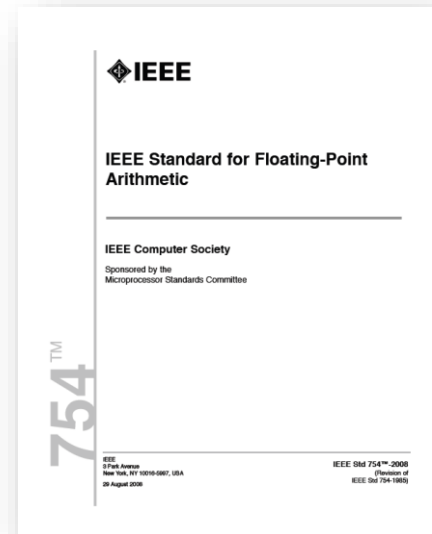 IEEE
IEEE Standard for Floating-Point
Arithmetic
IEEE Computer Society
Sponsored by the
Microprocessor Standards Committee
754™
IEEE
3 Park Avenue
New York, NY 10016-5997, USA
29 August 2008
IEEE Std 754™-2008
(Revision of
IEEE Std 754-1985)